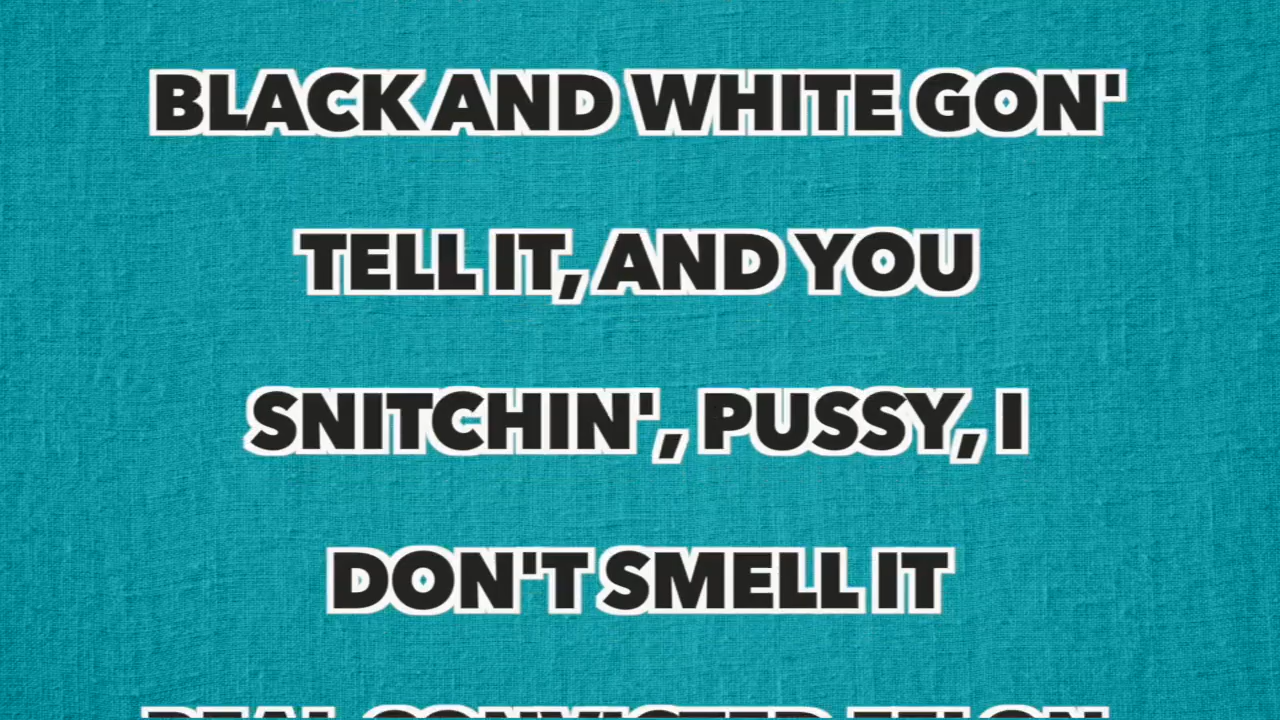 BLACK AND WHITE GON'
TELL IT, AND YOU
SNITCHIN', PUSSY, I
DON'T SMELL IT